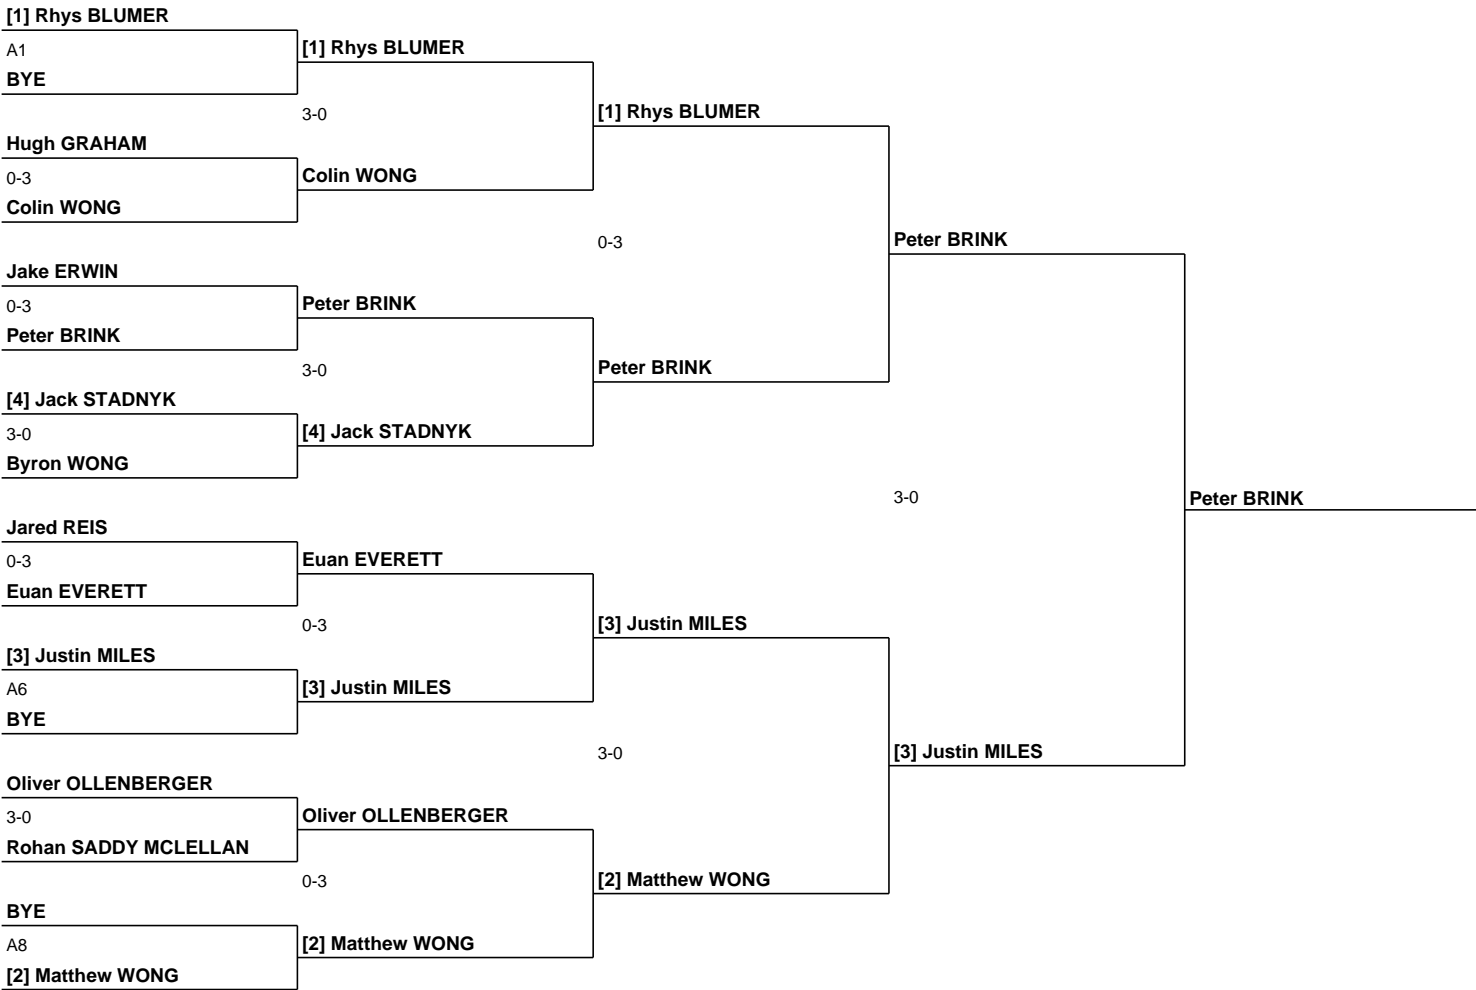 [1] Rhys BLUMER
A1
[1] Rhys BLUMER
BYE
3-0
[1] Rhys BLUMER
Hugh GRAHAM
0-3
Colin WONG
Colin WONG
0-3
Peter BRINK
Jake ERWIN
0-3
Peter BRINK
Peter BRINK
3-0
Peter BRINK
[4] Jack STADNYK
3-0
[4] Jack STADNYK
Byron WONG
3-0
Peter BRINK
Jared REIS
0-3
Euan EVERETT
Euan EVERETT
0-3
[3] Justin MILES
[3] Justin MILES
A6
[3] Justin MILES
BYE
3-0
[3] Justin MILES
Oliver OLLENBERGER
3-0
Oliver OLLENBERGER
Rohan SADDY MCLELLAN
0-3
[2] Matthew WONG
BYE
A8
[2] Matthew WONG
[2] Matthew WONG